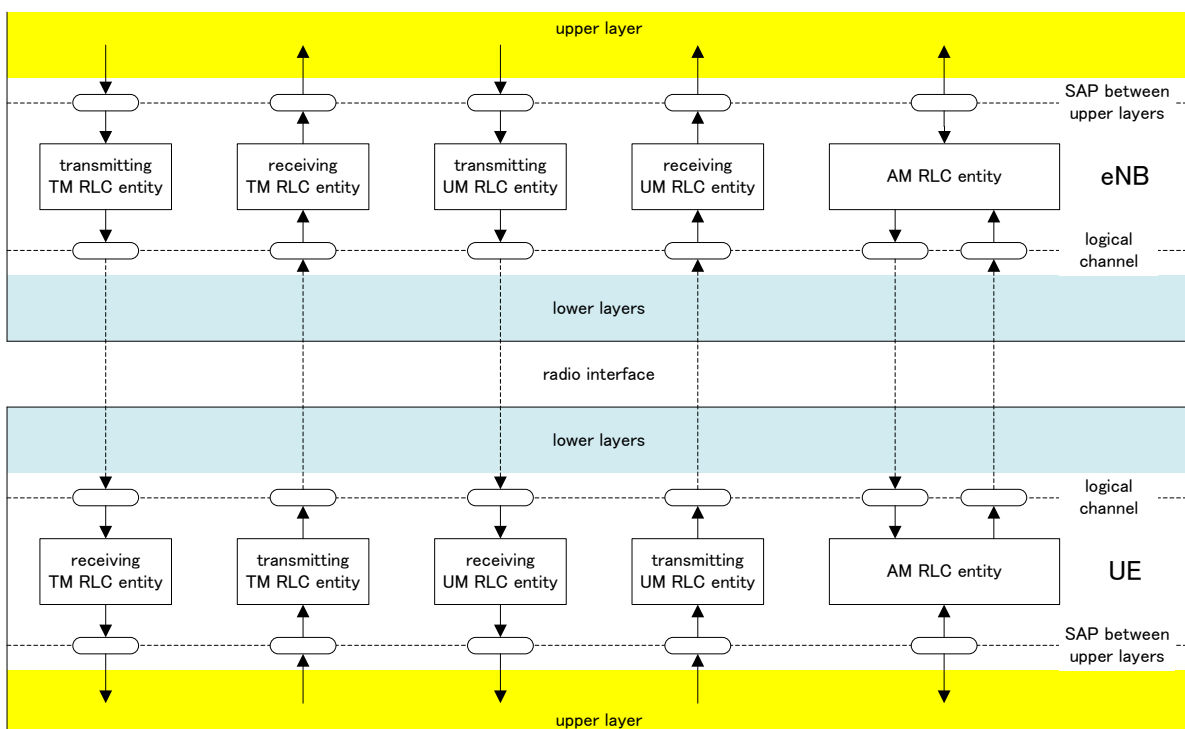 upper layer
SAP between
upper layers
transmitting
TM RLC entity
receiving
TM RLC entity
transmitting
UM RLC entity
receiving
UM RLC entity
AM RLC entity
eNB
logical
channel
lower layers
radio interface
lower layers
logical
channel
receiving
TM RLC entity
transmitting
TM RLC entity
receiving
UM RLC entity
transmitting
UM RLC entity
AM RLC entity
UE
SAP between
upper layers
upper layer